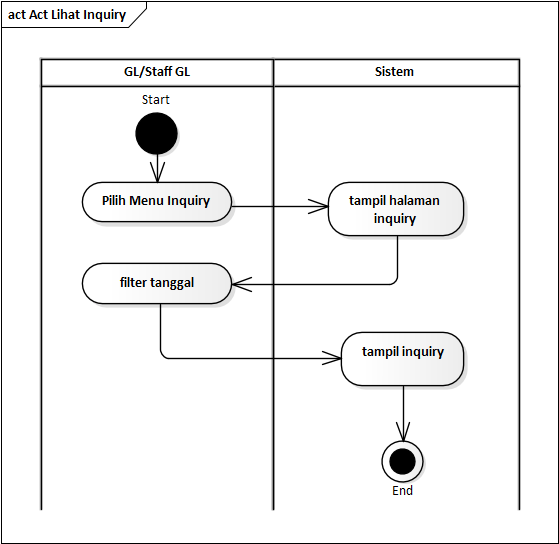 act Act Lihat Inquiry
GL/Staff GL
Sistem
Start
Pilih Menu Inquiry
tampil halaman
inquiry
filter tanggal
tampil inquiry
End